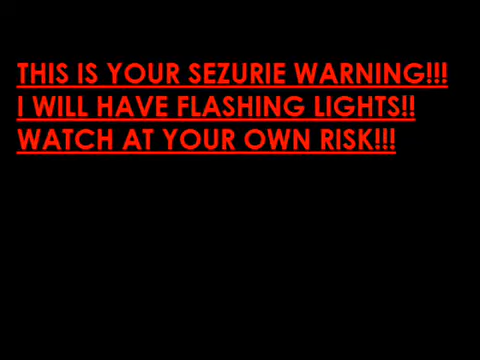 THIS IS YOUR SEZURIE WARNING!!!
I WILL HAVE FLASHING LIGHTS!!
WATCH AT YOUR OWN RISK!!!